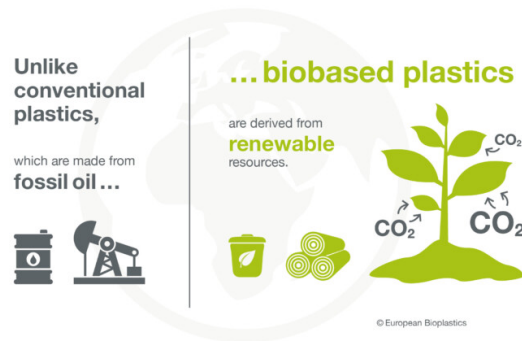 Unlike
conventional
plastics,
which are made from
fossil oil ...
... biobased plastics
are derived from
renewable
resources.
CO2
CO2
CO2
© European Bioplastics